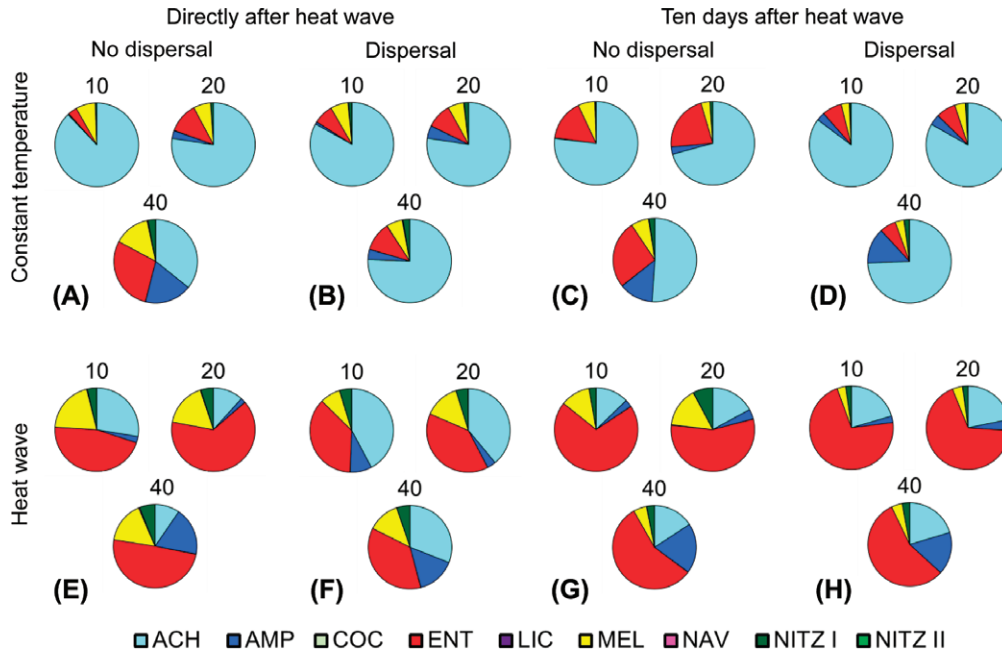 Directly after heat wave
Ten days after heat wave
No dispersal
Dispersal
No dispersal
Dispersal
Constant temperature
10 20 10 20 10 20 10 20
40 40 40 40
(A) (B) (C) (D)
Heat wave
10 20 10 20 10 20 10 20
40 40 40 40
(E) (F) (G) (H)
ACH AMP COC ENT LIC MEL NAV NITZ I NITZ II